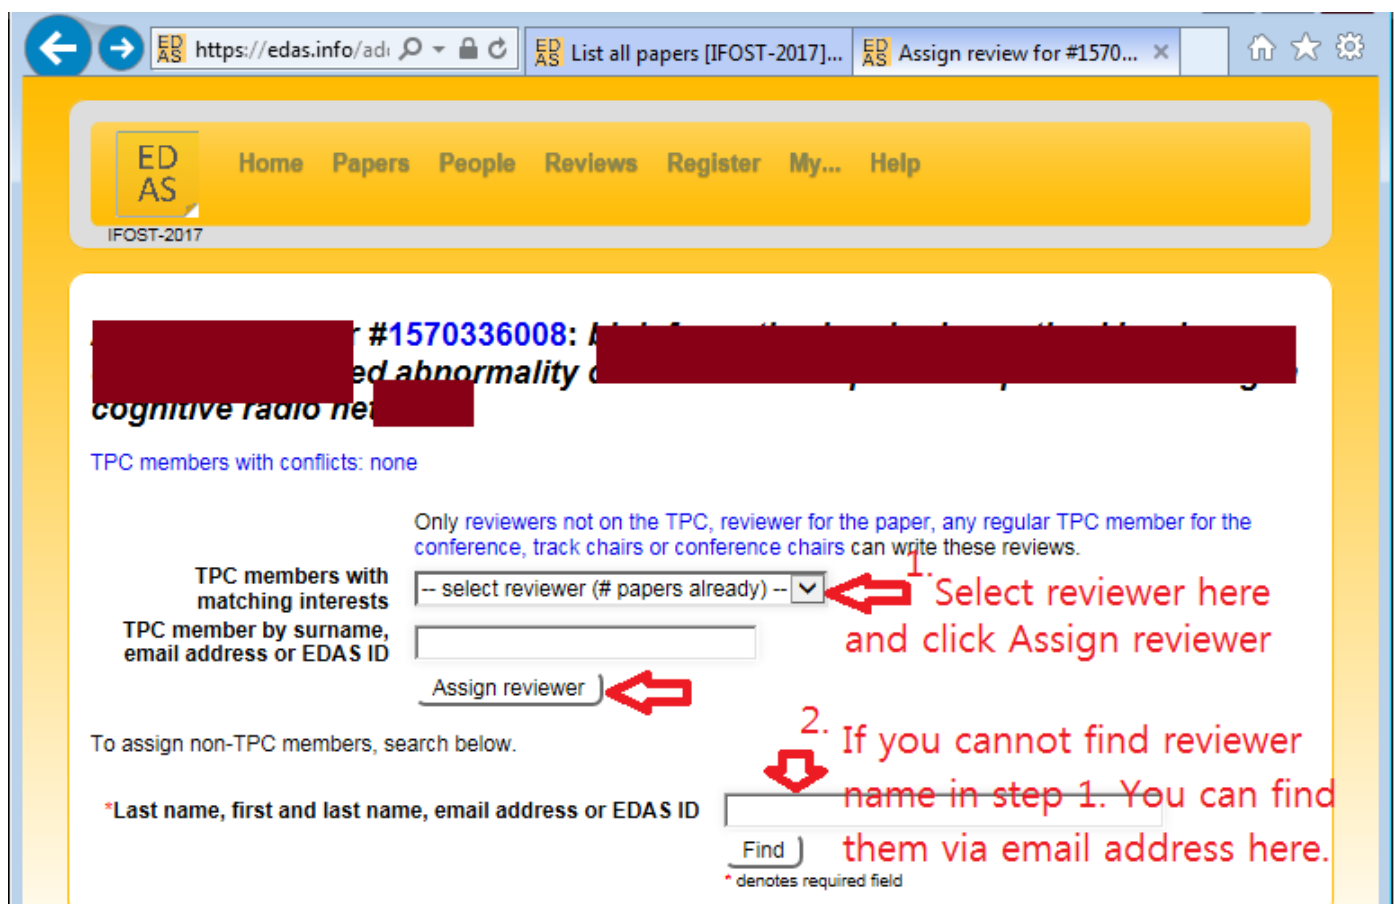 https://edas.info/adı
ED AS List all papers [IFOST-2017]...
ED AS Assign review for #1570...
ED
AS
Home Papers People Reviews Register My... Help
IFOST-2017
#1570336008:
abnormality
cognitive radio
TPC members with conflicts: none
Only reviewers not on the TPC, reviewer for the paper, any regular TPC member for the
conference, track chairs or conference chairs can write these reviews.
TPC members with
matching interests
-- select reviewer (# papers already) --
1. Select reviewer here
and click Assign reviewer
TPC member by surname,
email address or EDAS ID
Assign reviewer
To assign non-TPC members, search below.
2. If you cannot find reviewer
name in step 1. You can find
them via email address here.
*Last name, first and last name, email address or EDAS ID
Find
* denotes required field